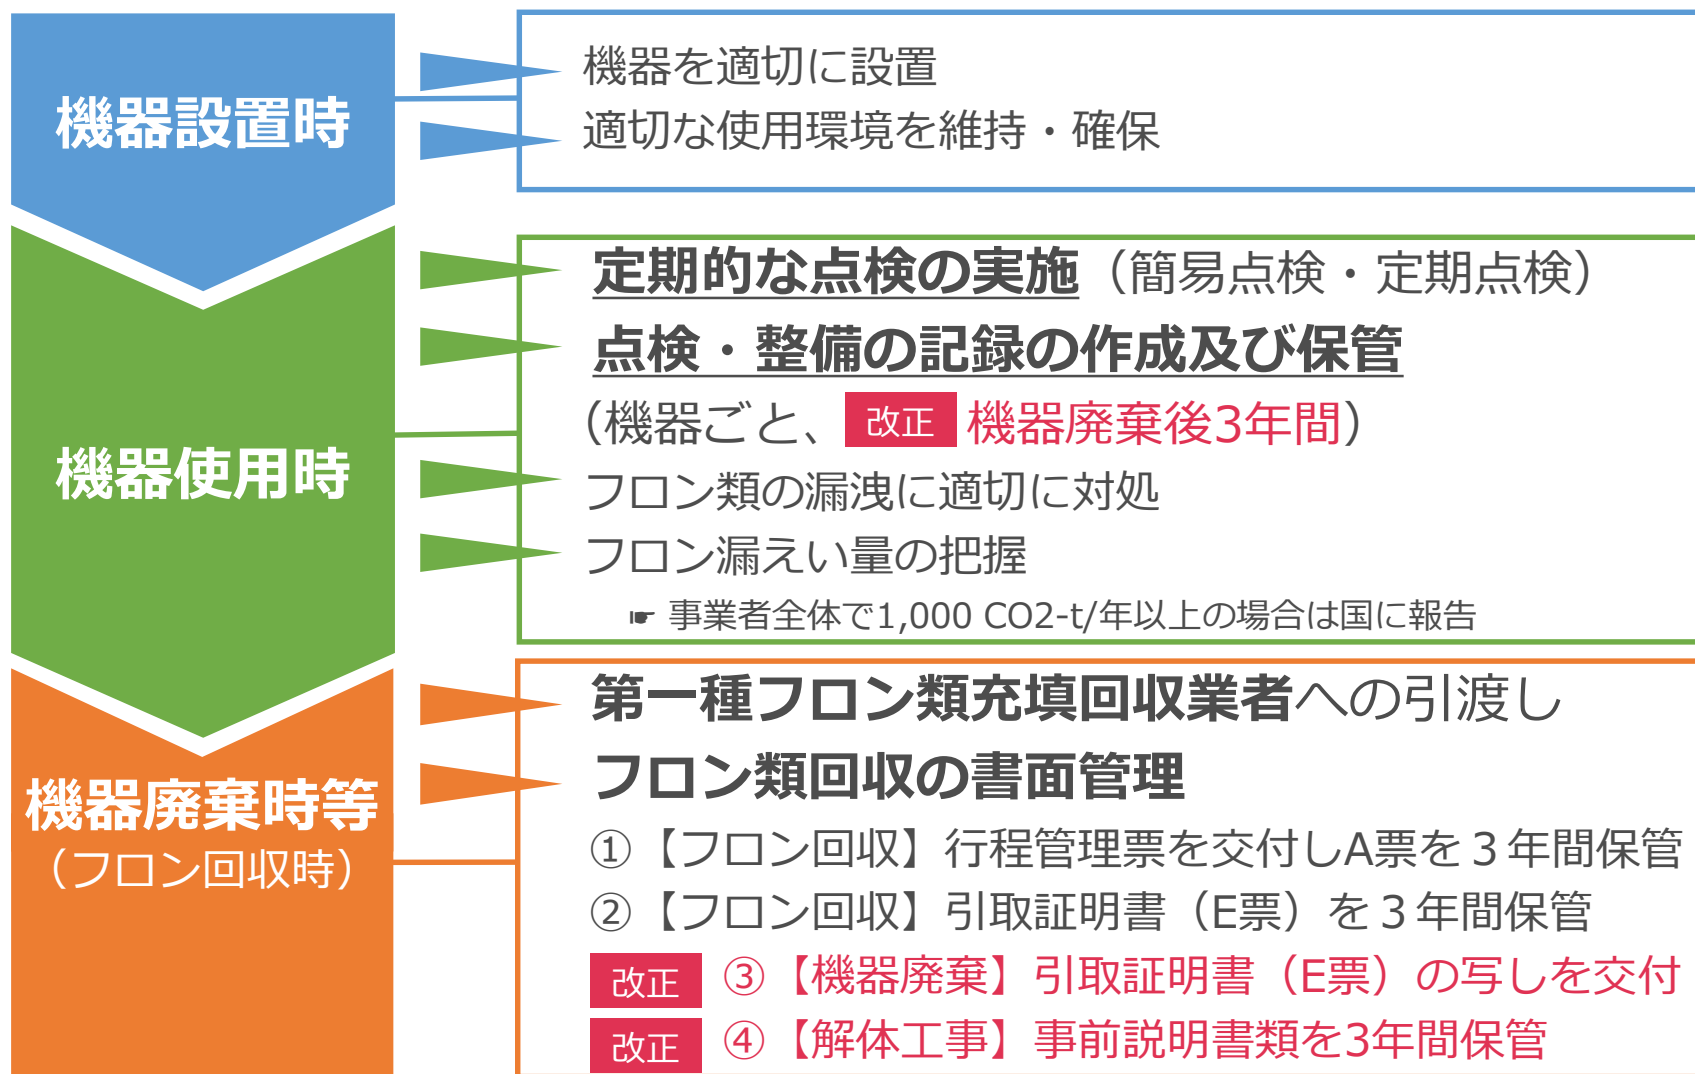 機器設置時
機器を適切に設置
適切な使用環境を維持・確保
機器使用時
定期的な点検の実施（簡易点検・定期点検）
点検・整備の記録の作成及び保管
（機器ごと、 改正 機器廃棄後3年間）
フロン類の漏洩に適切に対処
フロン漏えい量の把握
☛ 事業者全体で1,000 CO2-t/年以上の場合は国に報告
機器廃棄時等
（フロン回収時）
第一種フロン類充填回収業者への引渡し
フロン類回収の書面管理
①【フロン回収】行程管理票を交付しA票を３年間保管
②【フロン回収】引取証明書（E票）を３年間保管
改正 ③【機器廃棄】引取証明書（E票）の写しを交付
改正 ④【解体工事】事前説明書類を3年間保管